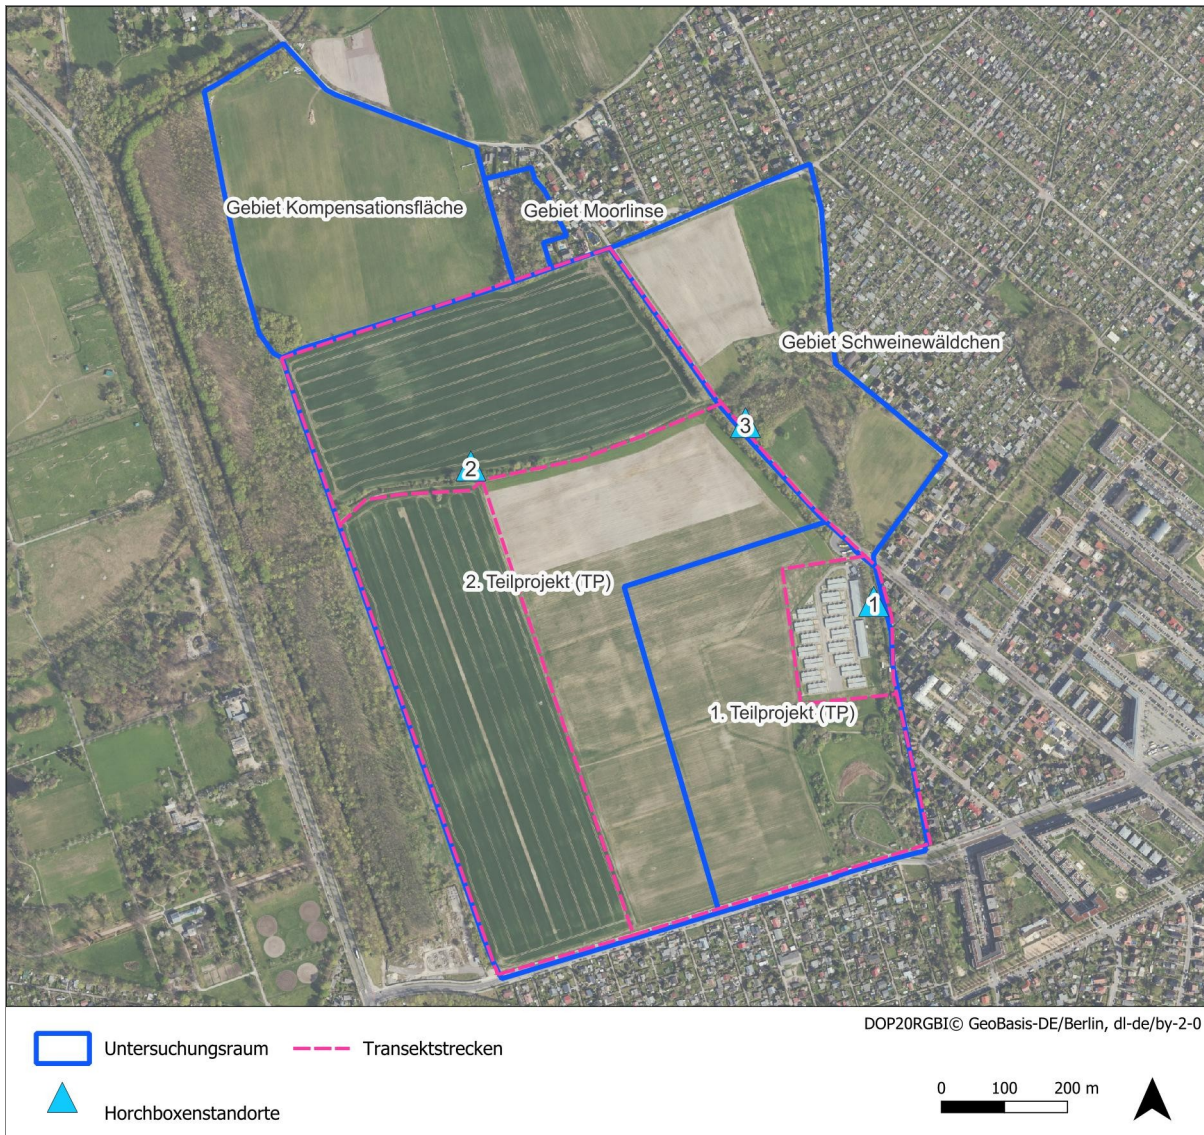 Gebiet Kompensationsfläche
Gebiet Moorlinse
Gebiet Schweinewäldchen
3
2
2. Teilprojekt (TP)
1
1. Teilprojekt (TP)
DOP20RGBI© GeoBasis-DE/Berlin, dl-de/by-2-0
Untersuchungsraum
Transektstrecken
Horchboxenstandorte
0 100 200 m